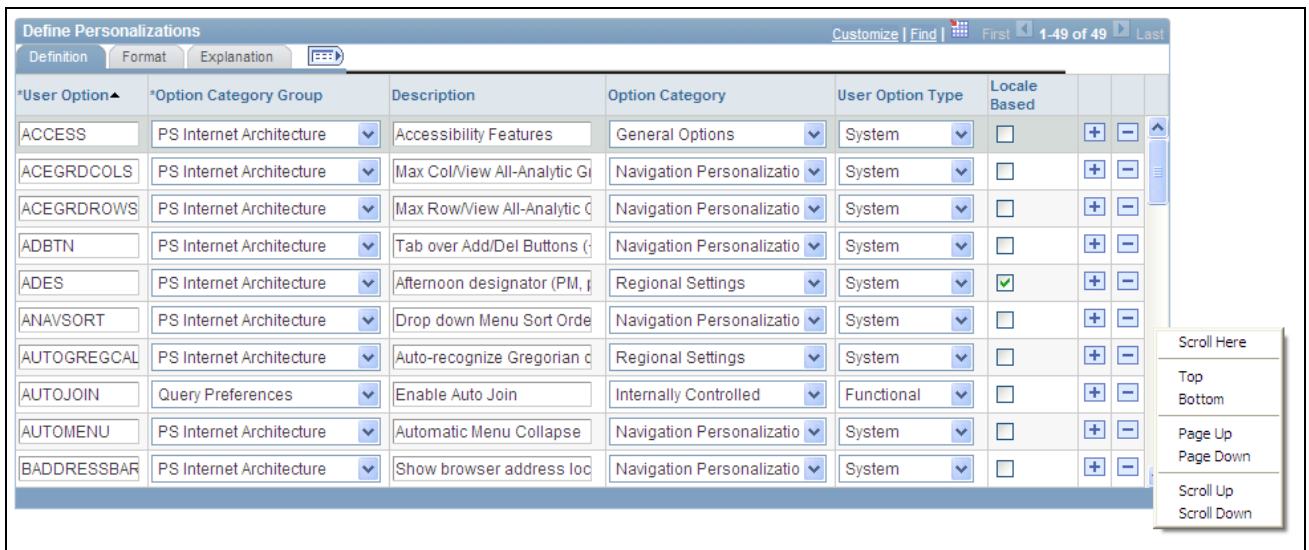 Define Personalizations Customize | Find | First 1-49 of 49 Last
Definition Format Explanation
*User Option *Option Category Group Description Option Category User Option Type Locale Based
ACCESS PS Internet Architecture Accessibility Features General Options System
ACEGRDCOLS PS Internet Architecture Max Col/View All-Analytic Gr Navigation Personalizatio System
ACEGRDROWS PS Internet Architecture Max Row/View All-Analytic System
ADBTN PS Internet Architecture Tab over Add/Del Buttons ( Navigation Personalizatio System
ADES PS Internet Architecture Afternoon designator (PM, Regional Settings System
ANAVSORT PS Internet Architecture Drop down Menu Sort Orde Navigation Personalizatio System
AUTOGREGCAL PS Internet Architecture Auto-recognize Gregorian Regional Settings System
AUTOJOIN Query Preferences Enable Auto Join Internally Controlled Functional
AUTOMENU PS Internet Architecture Automatic Menu Collapse Navigation Personalizatio System
BADDRESSBAR PS Internet Architecture Show browser address loc Navigation Personalizatio System
Scroll Here
Top
Bottom
Page Up
Page Down
Scroll Up
Scroll Down